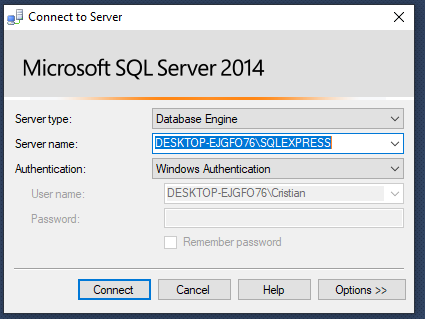 Connect to Server
Microsoft SQL Server 2014
Server type: Database Engine
Server name: DESKTOP-EJGFO76\SQLEXPRESS
Authentication: Windows Authentication
User name: DESKTOP-EJGFO76\Cristian
Password:
Remember password
Connect Cancel Help Options >>